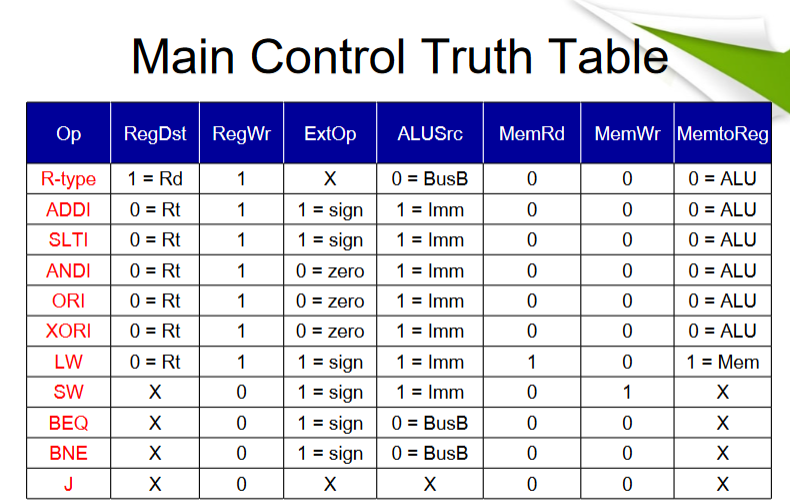 Main Control Truth Table
Op RegDst RegWr ExtOp ALUSrc MemRd MemWr MemtoReg
R-type 1 = Rd 1 X 0 = BusB 0 0 0 = ALU
ADDI 0 = Rt 1 1 = sign 1 = Imm 0 0 0 = ALU
SLTI 0 = Rt 1 1 = sign 1 = Imm 0 0 0 = ALU
ANDI 0 = Rt 1 0 = zero 1 = Imm 0 0 0 = ALU
ORI 0 = Rt 1 0 = zero 1 = Imm 0 0 0 = ALU
XORI 0 = Rt 1 0 = zero 1 = Imm 0 0 0 = ALU
LW 0 = Rt 1 1 = sign 1 = Imm 1 0 1 = Mem
SW X 0 1 = sign 1 = Imm 0 1 X
BEQ X 0 1 = sign 0 = BusB 0 0 X
BNE X 0 1 = sign 0 = BusB 0 0 X
J X 0 X X 0 0 X